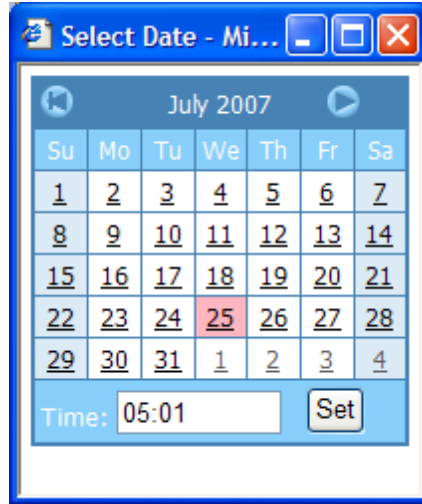 Select Date - Mi...
July 2007
Su Mo Tu We Th Fr Sa
1 2 3 4 5 6 7
8 9 10 11 12 13 14
15 16 17 18 19 20 21
22 23 24 25 26 27 28
29 30 31 1 2 3 4
Time: 05:01 Set